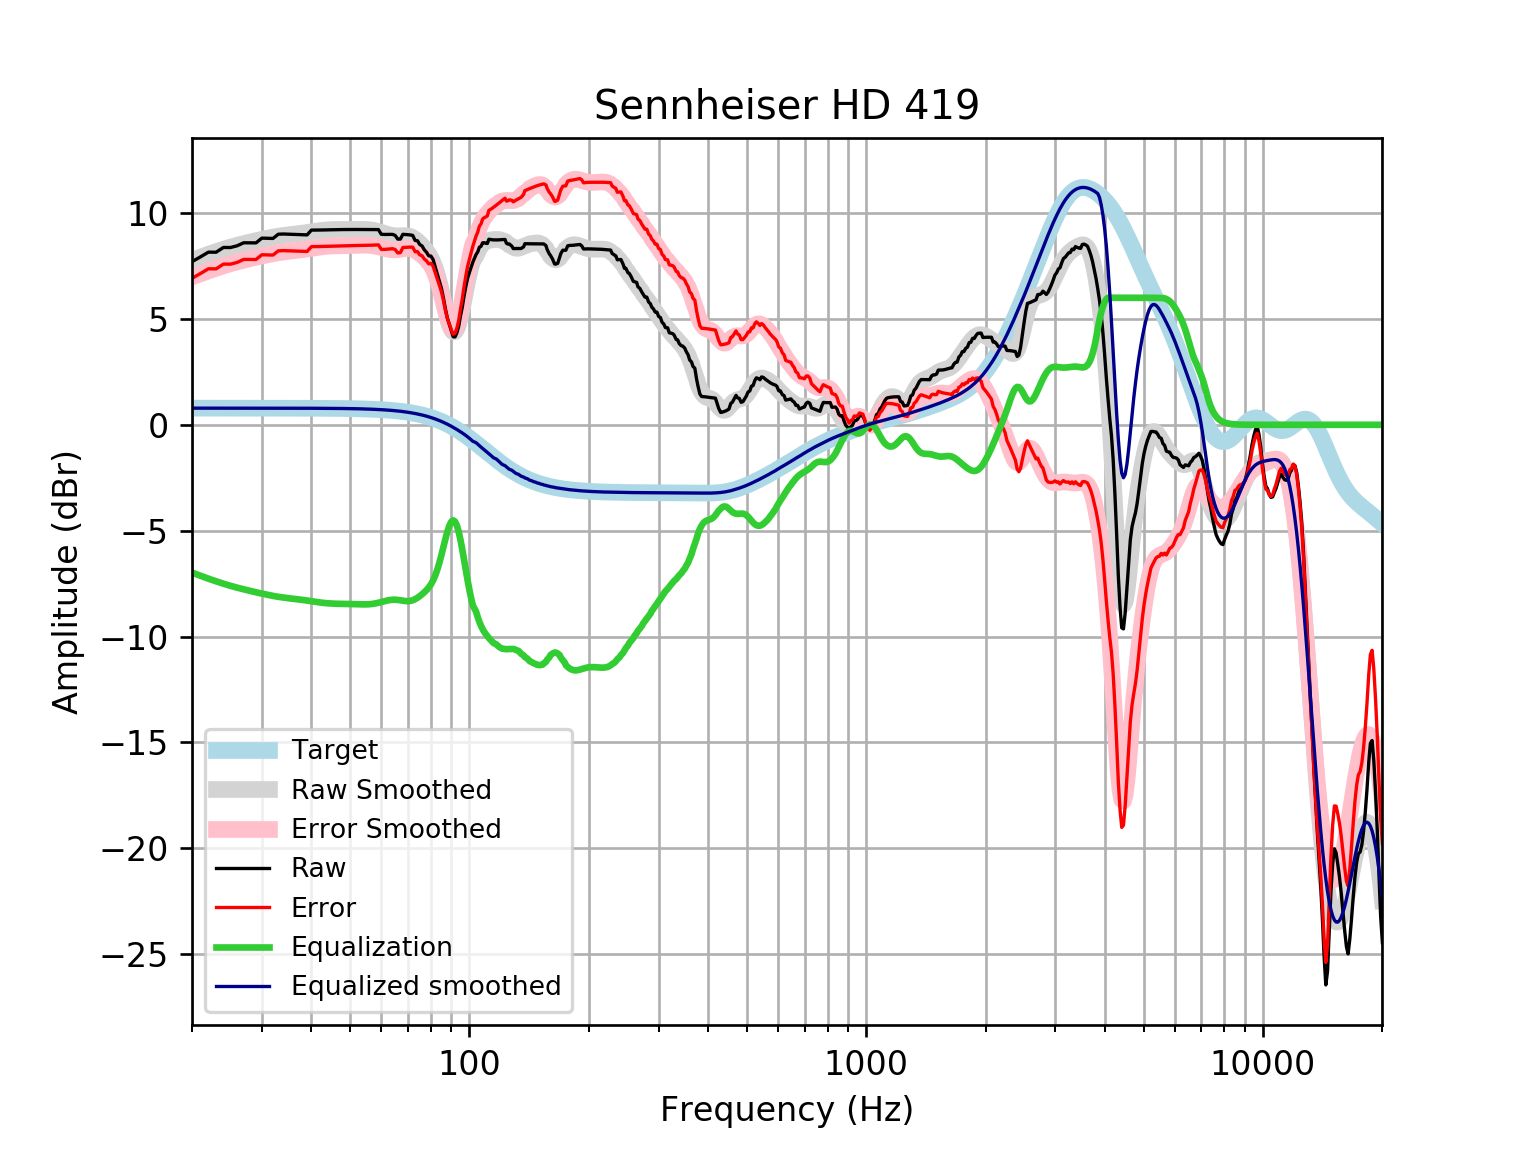 Sennheiser HD 419
Amplitude (dBr)
10
5
0
−5
−10
−15
−20
−25
Target
Raw Smoothed
Error Smoothed
Raw
Error
Equalization
Equalized smoothed
100
1000
10000
Frequency (Hz)